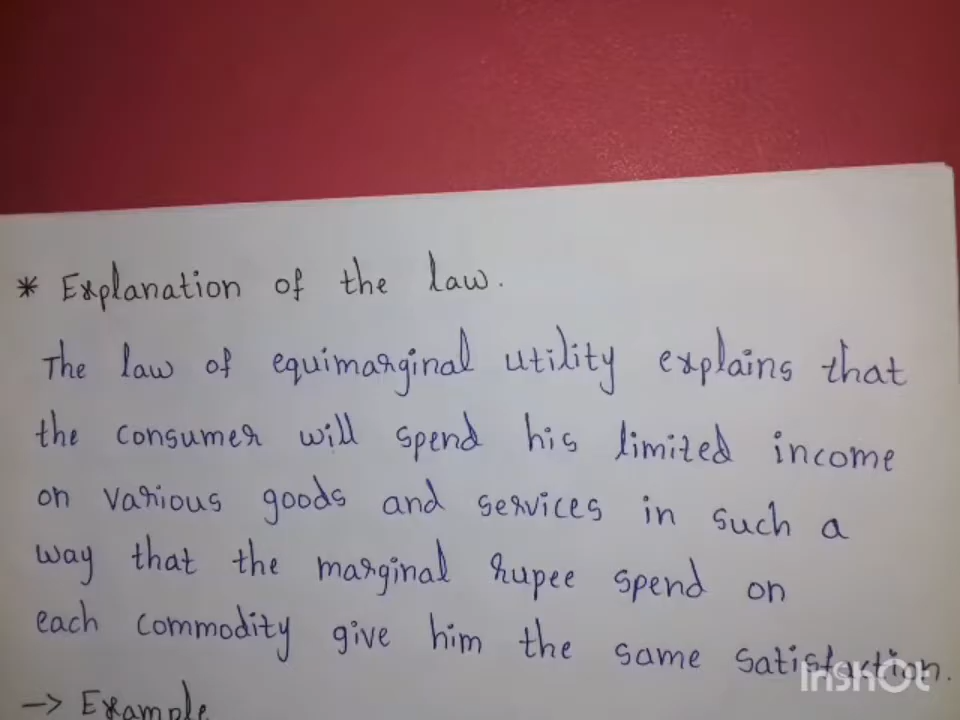 * Explanation of the law.
The law of equimarginal utility explains that
the consumer will spend his limited income
on various goods and services in such a
way that the marginal rupee spend on
each commodity give him the same satisfaction.
InshOt
-> Example